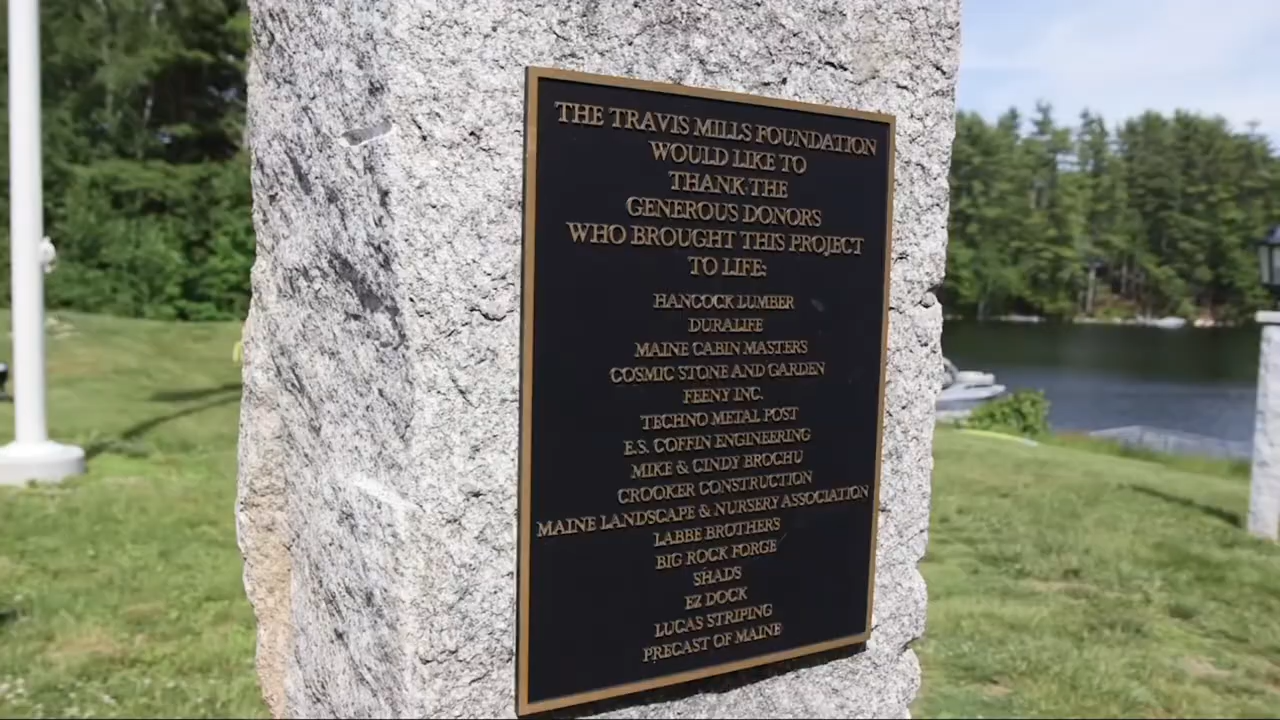 THE TRAVIS MILLS FOUNDATION
WOULD LIKE TO
THANK THE
GENEROUS DONORS
WHO BROUGHT THIS PROJECT
TO LIFE:
HANCOCK LUMBER
DURALIFE
MAINE CABIN MASTERS
COSMIC STONE AND GARDEN
FEENY INC.
TECHNO METAL POST
E.S. COFFIN ENGINEERING
MIKE & CINDY BROCHU
CROOKER CONSTRUCTION
MAINE LANDSCAPE & NURSERY ASSOCIATION
LABBE BROTHERS
BIG ROCK FORGE
SHADS
EZ DOCK
LUCAS STRIPING
PRECAST OF MAINE